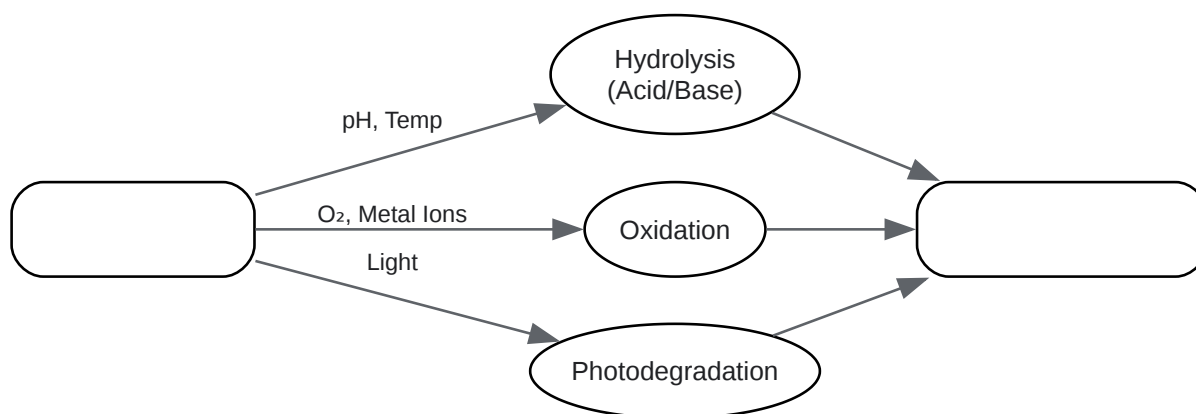 Hydrolysis
(Acid/Base)
pH, Temp
O₂, Metal Ions
Oxidation
Light
Photodegradation